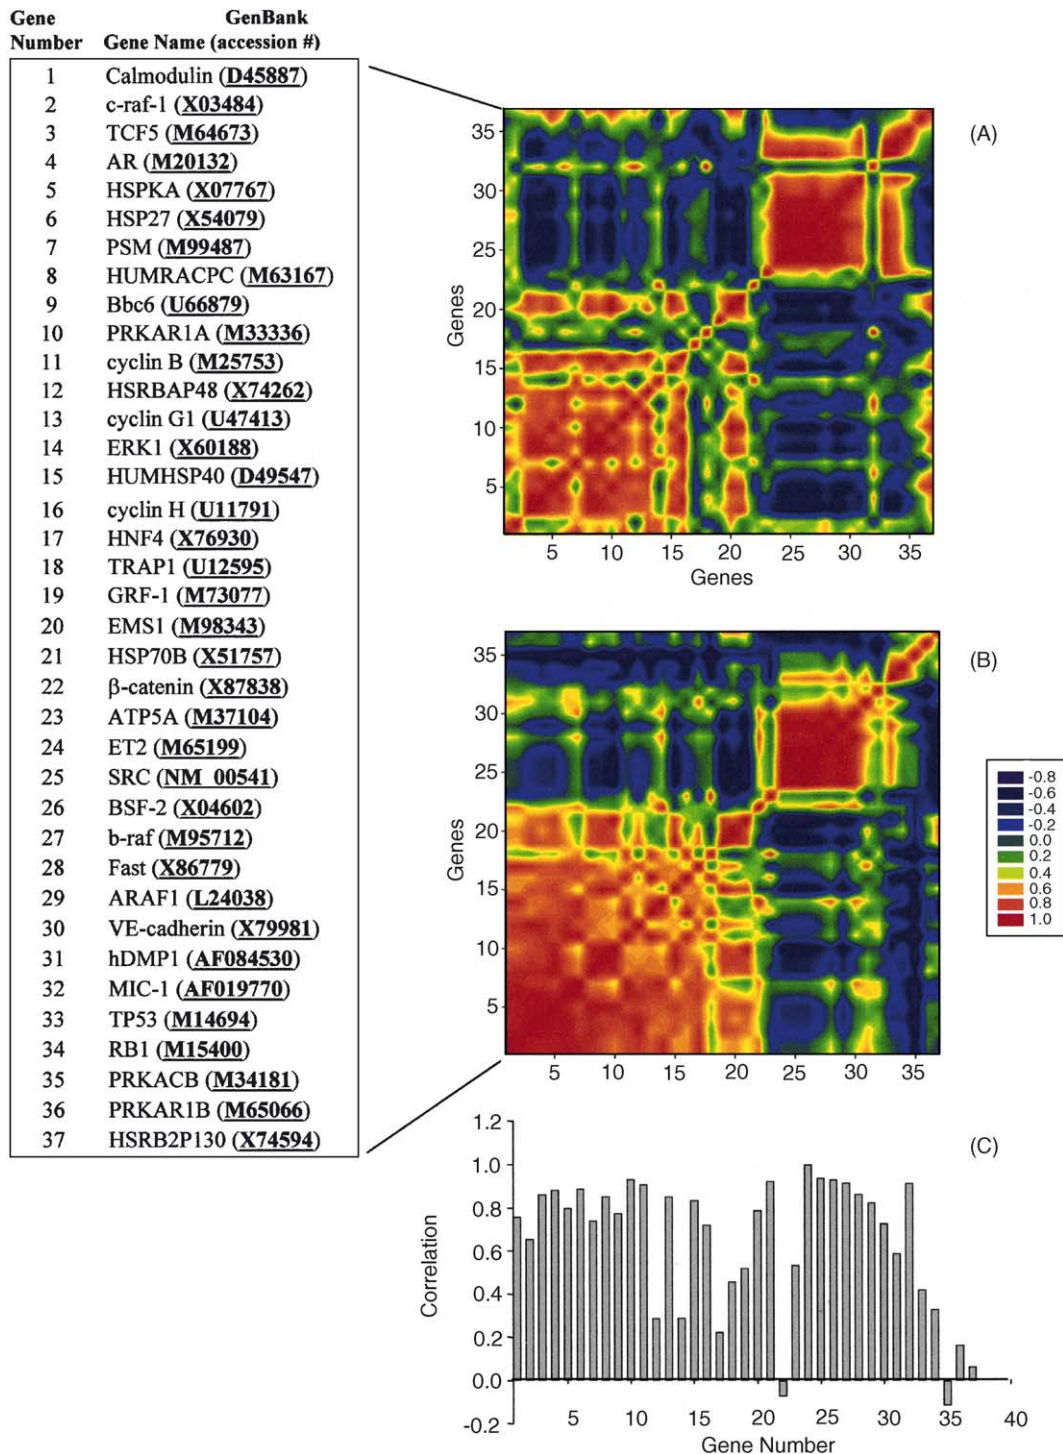 Gene GenBank
Number Gene Name (accession #)
1 Calmodulin (D45887)
2 c-raf-1 (X03484)
3 TCF5 (M64673)
4 AR (M20132)
5 HSPKA (X07767)
6 HSP27 (X54079)
7 PSM (M99487)
8 HUMRACPC (M63167)
9 Bbc6 (U66879)
10 PRKAR1A (M33336)
11 cyclin B (M25753)
12 HSRBAP48 (X74262)
13 cyclin G1 (U47413)
14 ERK1 (X60188)
15 HUMHSP40 (D49547)
16 cyclin H (U11791)
17 HNF4 (X76930)
18 TRAP1 (U12595)
19 GRF-1 (M73077)
20 EMS1 (M98343)
21 HSP70B (X51757)
22 β-catenin (X87838)
23 ATP5A (M37104)
24 ET2 (M65199)
25 SRC (NM_00541)
26 BSF-2 (X04602)
27 b-raf (M95712)
28 Fast (X86779)
29 ARAF1 (L24038)
30 VE-cadherin (X79981)
31 hDMP1 (AF084530)
32 MIC-1 (AF019770)
33 TP53 (M14694)
34 RB1 (M15400)
35 PRKACB (M34181)
36 PRKAR1B (M65066)
37 HSRB2P130 (X74594)
(A)
35
30
25
20
15
10
5
Genes
5 10 15 20 25 30 35
Genes
(B)
35
30
25
20
15
10
5
Genes
5 10 15 20 25 30 35
-0.8
-0.6
-0.4
-0.2
0.0
0.2
0.4
0.6
0.8
1.0
(C)
1.2
1.0
0.8
0.6
0.4
0.2
0.0
-0.2
Correlation
5 10 15 20 25 30 35 40
Gene Number